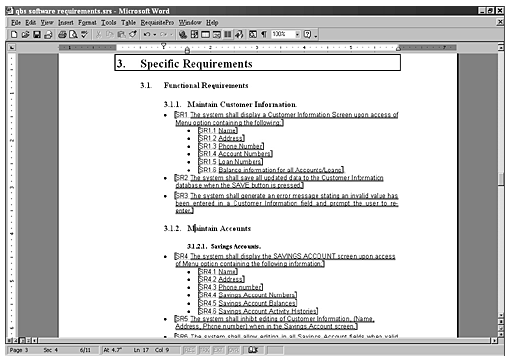 qbs software requirements.srs - Microsoft Word
File Edit View Insert Format Tools Table RequisitePro Window Help
100%
3. Specific Requirements
3.1. Functional Requirements
3.1.1. Maintain Customer Information.
[SR1 The system shall display a Customer Information Screen upon access of
Menu option containing the following:]
[SR1.1 Name]
[SR1.2 Address]
[SR1.3 Phone Number]
[SR1.4 Account Numbers]
[SR1.5 Loan Numbers]
[SR1.6 Balance information for all Accounts/Loans]
[SR2 The system shall save all updated data to the Customer Information
database when the SAVE button is pressed.]
[SR3 The system shall generate an error message stating an invalid value has
been entered in a Customer Information field and prompt the user to re-
enter.]
3.1.2. Maintain Accounts
3.1.2.1. Savings Accounts.
[SR4 The system shall display the SAVINGS ACCOUNT screen upon access
of Menu option containing the following information:]
[SR4.1 Name]
[SR4.2 Address]
[SR4.3 Phone number]
[SR4.4 Savings Account Numbers]
[SR4.5 Savings Account Balances]
[SR4.6 Savings Account Activity Histories]
[SR5 The system shall inhibit editing of Customer Information, (Name,
Address, Phone number) when in the Savings Account screen.]
[SR6 The system shall allow editing in all Savings Account fields when valid
Page 3 Sec 4 6/11 At 4.7" Ln 17 Col 9 REC TRK EXT OVR